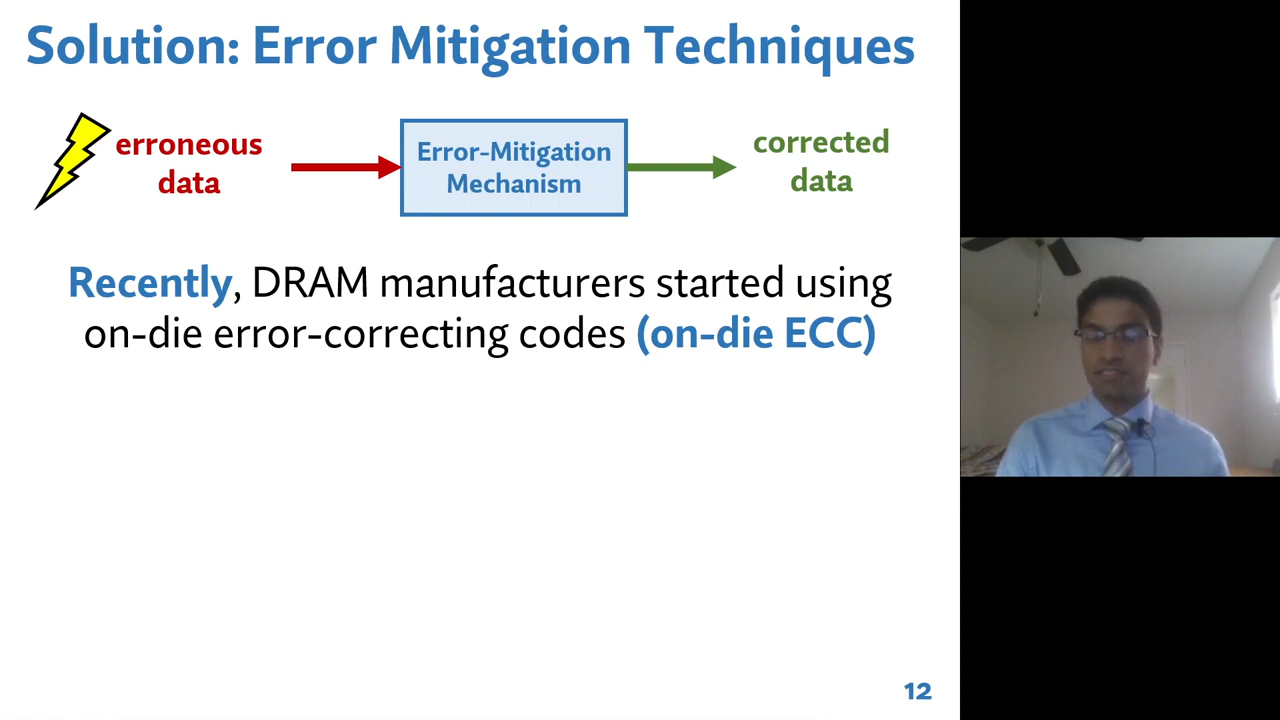 Solution: Error Mitigation Techniques
erroneous
data
Error-Mitigation
Mechanism
corrected
data
Recently, DRAM manufacturers started using
on-die error-correcting codes (on-die ECC)
12